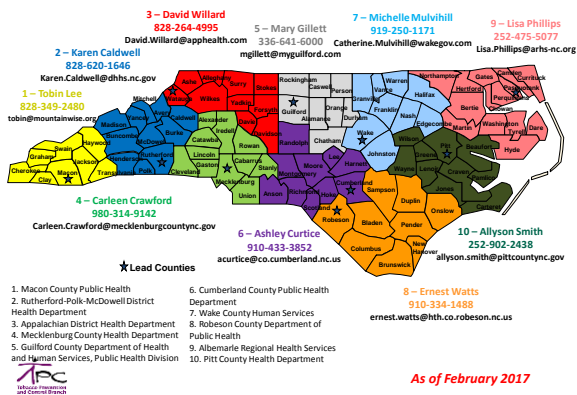 3 – David Willard
828-264-4995
David.Willard@apphealth.com
5 – Mary Gillett
336-641-6000
mgillett@myguilford.com
7 – Michelle Mulvihill
919-250-1171
Catherine.Mulvihill@wakegov.com
9 – Lisa Phillips
252-475-5077
Lisa.Phillips@arhs-nc.org
2 – Karen Caldwell
828-620-1646
Karen.Caldwell@dhhs.nc.gov
1 – Tobin Lee
828-349-2480
tobin@mountainwise.org
Ashe
Alleghany
Surry
Stokes
Rockingham
Caswell
Person
Granville
Vance
Warren
Northampton
Gates
Camden
Currituck
Pasquotank
Perquimans
Chowan
Hertford
Halifax
Bertie
Watauga
Wilkes
Yadkin
Forsyth
Guilford
Alamance
Orange
Durham
Franklin
Nash
Edgecombe
Martin
Washington
Tyrrell
Dare
Mitchell
Avery
Yancey
Madison
Caldwell
Alexander
Iredell
Davie
Davidson
Randolph
Chatham
Wake
Wilson
Pitt
Beaufort
Hyde
Buncombe
McDowell
Burke
Catawba
Rowan
Haywood
Swain
Graham
Cherokee
Clay
Macon
Jackson
Transylvania
Henderson
Polk
Rutherford
Cleveland
Lincoln
Gaston
Mecklenburg
Cabarrus
Stanly
Union
Montgomery
Moore
Lee
Harnett
Johnston
Wayne
Greene
Lenoir
Craven
Pamlico
Jones
Carteret
Anson
Richmond
Hoke
Cumberland
Scotland
Robeson
Sampson
Duplin
Onslow
Bladen
Pender
New
Hanover
Columbus
Brunswick
4 – Carleen Crawford
980-314-9142
Carleen.Crawford@mecklenburgcountync.gov
6 – Ashley Curtice
910-433-3852
acurtice@co.cumberland.nc.us
10 – Allyson Smith
252-902-2438
allyson.smith@pittcountync.gov
8 – Ernest Watts
910-334-1488
ernest.watts@hth.co.robeson.nc.us
Lead Counties
1. Macon County Public Health
2. Rutherford-Polk-McDowell District
Health Department
3. Appalachian District Health Department
4. Mecklenburg County Health Department
5. Guilford County Department of Health
and Human Services, Public Health Division
6. Cumberland County Public Health
Department
7. Wake County Human Services
8. Robeson County Department of
Public Health
9. Albemarle Regional Health Services
10. Pitt County Health Department
TPC
Tobacco Prevention
and Control Branch
As of February 2017